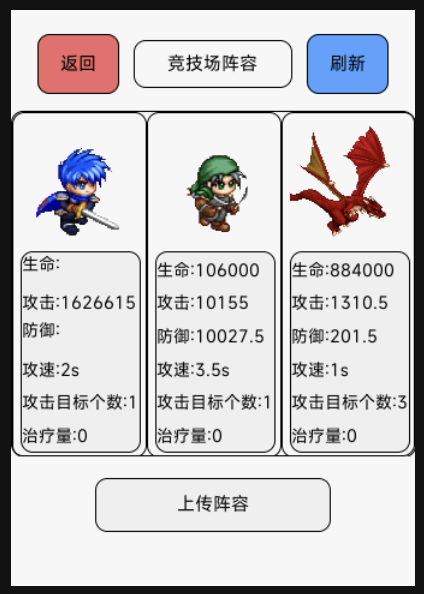 返回
竞技场阵容
刷新
生命:
攻击:1626615
防御:
攻速:2s
攻击目标个数:1
治疗量:0
生命:106000
攻击:10155
防御:10027.5
攻速:3.5s
攻击目标个数:1
治疗量:0
生命:884000
攻击:1310.5
防御:201.5
攻速:1s
攻击目标个数:3
治疗量:0
上传阵容